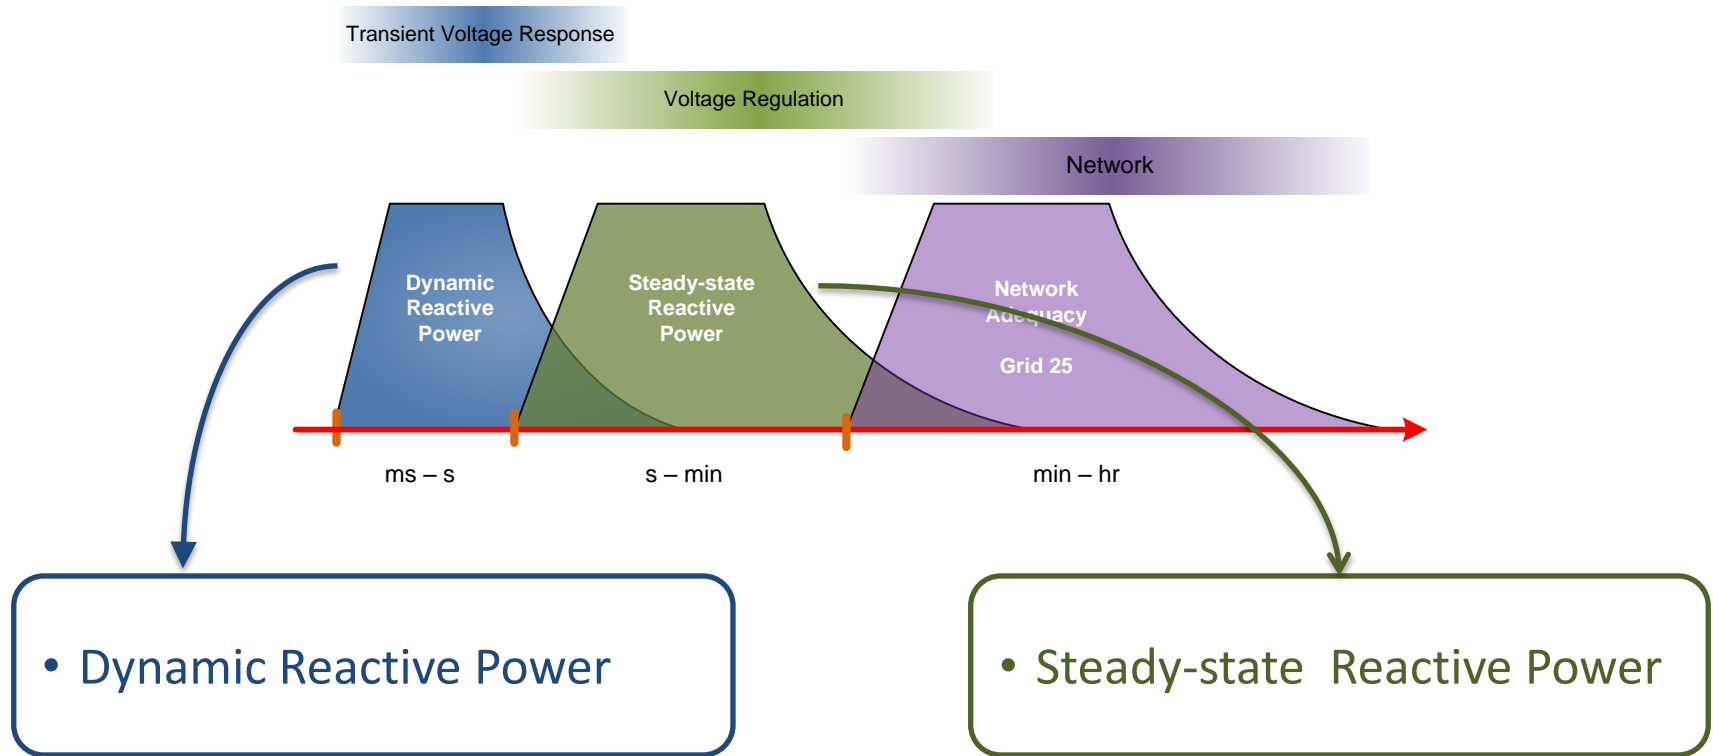 Transient Voltage Response
Voltage Regulation
Network
Dynamic
Reactive
Power
Steady-state
Reactive
Power
Network
Adequacy
Grid 25
ms – s
s – min
min – hr
• Dynamic Reactive Power
• Steady-state  Reactive Power